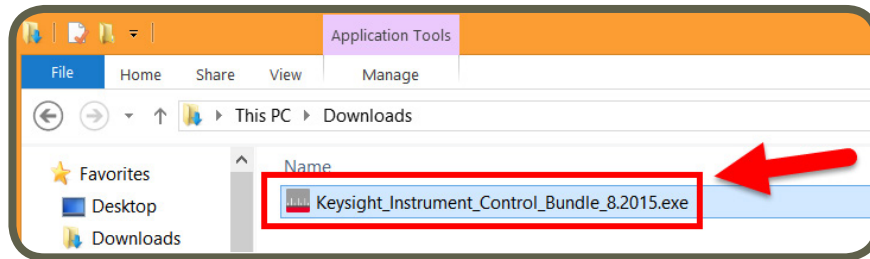 Application Tools
File Home Share View Manage
This PC Downloads
Favorites
Name
Desktop
Keysight_Instrument_Control_Bundle_8.2015.exe
Downloads